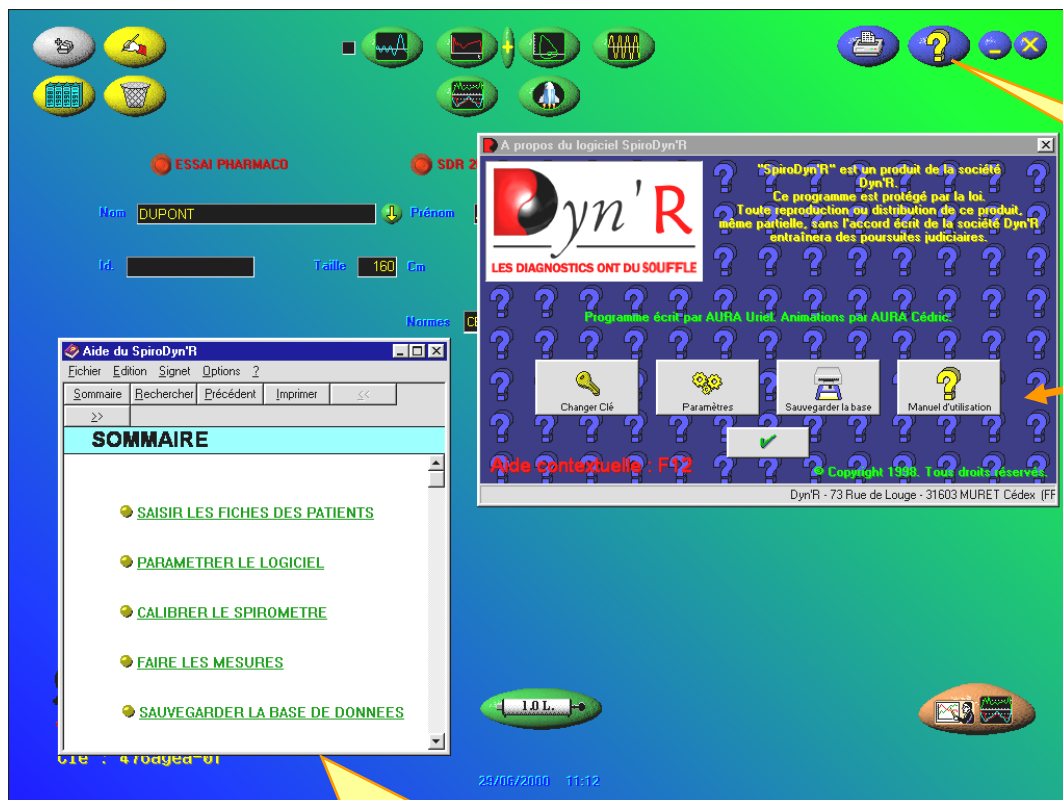 ESSAI PHARMACO
SDR 2
Nom DUPONT Prénom
Id. Taille 160 Cm
Normes
A propos du logiciel SpiroDyn'R
Dyn'R
LES DIAGNOSTICS ONT DU SOUFFLE
"SpiroDyn'R" est un produit de la société
Dyn'R.
Ce programme est protégé par la loi.
Toute reproduction ou distribution de ce produit,
même partielle, sans l'accord écrit de la société Dyn'R
entraînera des poursuites judiciaires.
Programme écrit par AURA Uriel. Animations par AURA Cédric.
Changer Clé
Paramètres
Sauvegarder la base
Manuel d'utilisation
Aide contextuelle : F12
© Copyright 1998. Tous droits réservés.
Dyn'R - 73 Rue de Louge - 31603 MURET Cédex (FF
Aide du SpiroDyn'R
Fichier Edition Signet Options ?
Sommaire Rechercher Précédent Imprimer <<
>>
SOMMAIRE
SAISIR LES FICHES DES PATIENTS
PARAMETRER LE LOGICIEL
CALIBRER LE SPIROMETRE
FAIRE LES MESURES
SAUVEGARDER LA BASE DE DONNEES
1.0 L.
29/06/2000 11:12